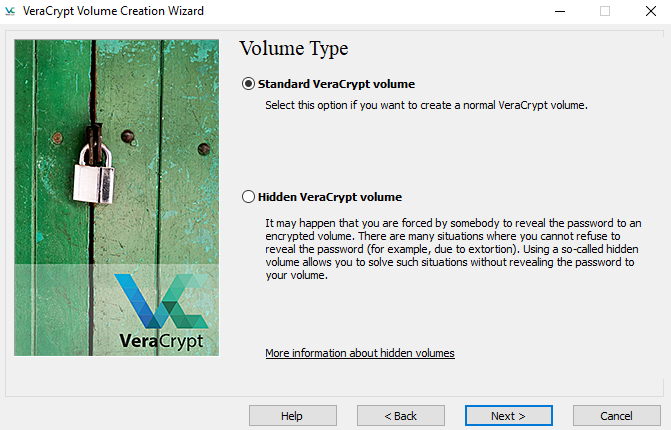 VeraCrypt Volume Creation Wizard
Volume Type
Standard VeraCrypt volume
Select this option if you want to create a normal VeraCrypt volume.
Hidden VeraCrypt volume
It may happen that you are forced by somebody to reveal the password to an
encrypted volume. There are many situations where you cannot refuse to
reveal the password (for example, due to extortion). Using a so-called hidden
volume allows you to solve such situations without revealing the password to
your volume.
VeraCrypt
More information about hidden volumes
Help
< Back
Next >
Cancel